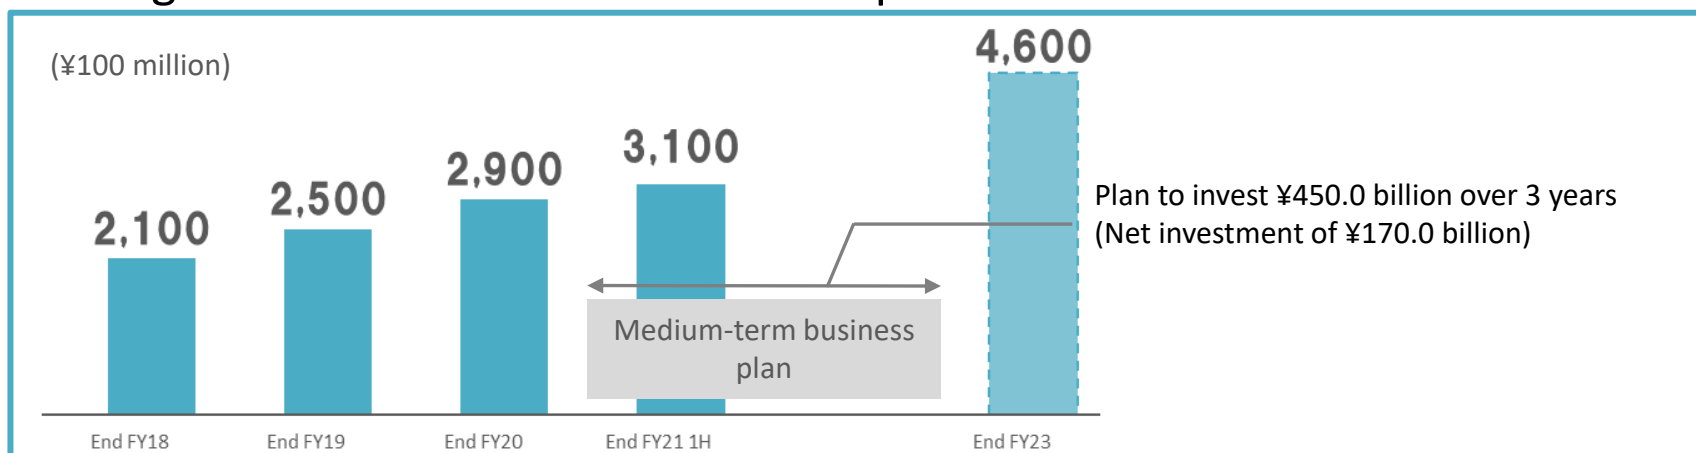 (¥100 million)
4,600
3,100
2,900
2,500
2,100
Plan to invest ¥450.0 billion over 3 years
(Net investment of ¥170.0 billion)
Medium-term business
plan
End FY18
End FY19
End FY20
End FY21 1H
End FY23